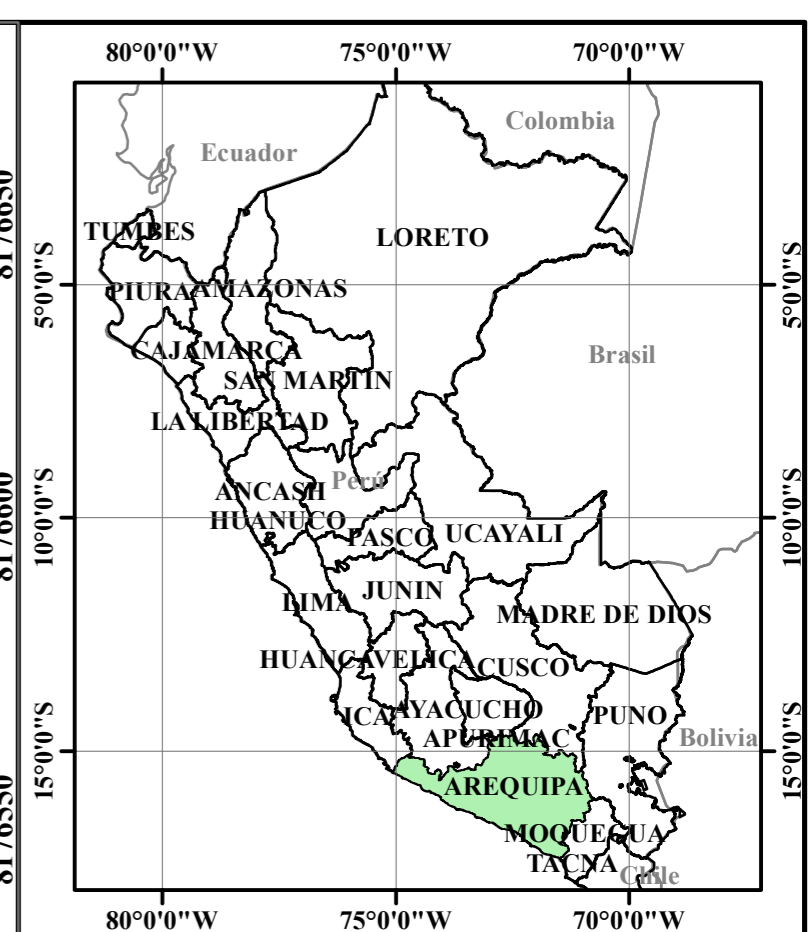 80°0'0"W 75°0'0"W 70°0'0"W
Colombia
Ecuador
TUMBES
LORETO
8176650
5°0'0"S
5°0'0"S
PIURA AMAZONAS
CAJAMARCA
Brasil
SAN MARTIN
LA LIBERTAD
Perú
ANCASH
8176600
10°0'0"S
10°0'0"S
HUANUCO
PASCO
UCAYALI
JUNIN
LIMA
MADRE DE DIOS
HUANCAVELICA
CUSCO
ICA
AYACUCHO
PUNO
15°0'0"S
15°0'0"S
APURIMAC
Bolivia
AREQUIPA
8176550
MOQUEGUA
TACNA
Chile
80°0'0"W 75°0'0"W 70°0'0"W